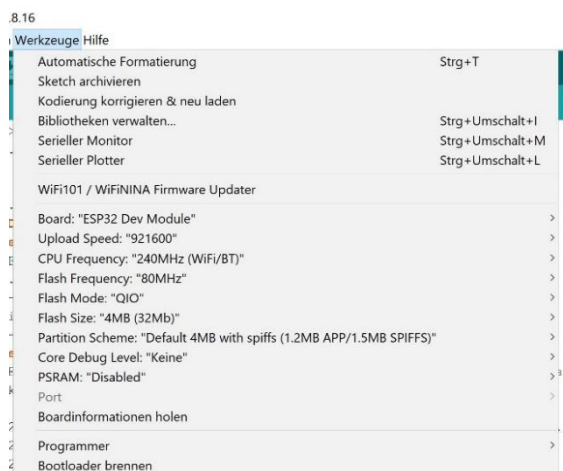 .8.16
Werkzeuge Hilfe
Automatische Formatierung Strg+T
Sketch archivieren
Kodierung korrigieren & neu laden
Bibliotheken verwalten... Strg+Umschalt+I
Serieller Monitor Strg+Umschalt+M
Serieller Plotter Strg+Umschalt+L
WiFi101 / WiFiNINA Firmware Updater
Board: "ESP32 Dev Module"
Upload Speed: "921600"
CPU Frequency: "240MHz (WiFi/BT)"
Flash Frequency: "80MHz"
Flash Mode: "QIO"
Flash Size: "4MB (32Mb)"
Partition Scheme: "Default 4MB with spiffs (1.2MB APP/1.5MB SPIFFS)"
Core Debug Level: "Keine"
PSRAM: "Disabled"
Port
Boardinformationen holen
Programmer
Bootloader brennen